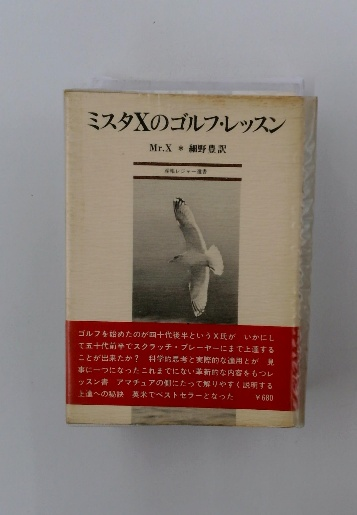 ミスタXのゴルフ・レッスン
Mr.X * 細野豊訳
産報レジャー選書
ゴルフを始めたのが四十代後半というX氏が いかにし
て五十代前半でスクラッチ・プレーヤーにまで上達する
ことが出来たか? 科学的思考と実際的な適用とが 見
事に一つになったこれまでにない革新的な内容をもつレ
ッスン書 アマチュアの側にたって解りやすく説明する
上達への秘訣 英米でベストセラーとなった ¥680